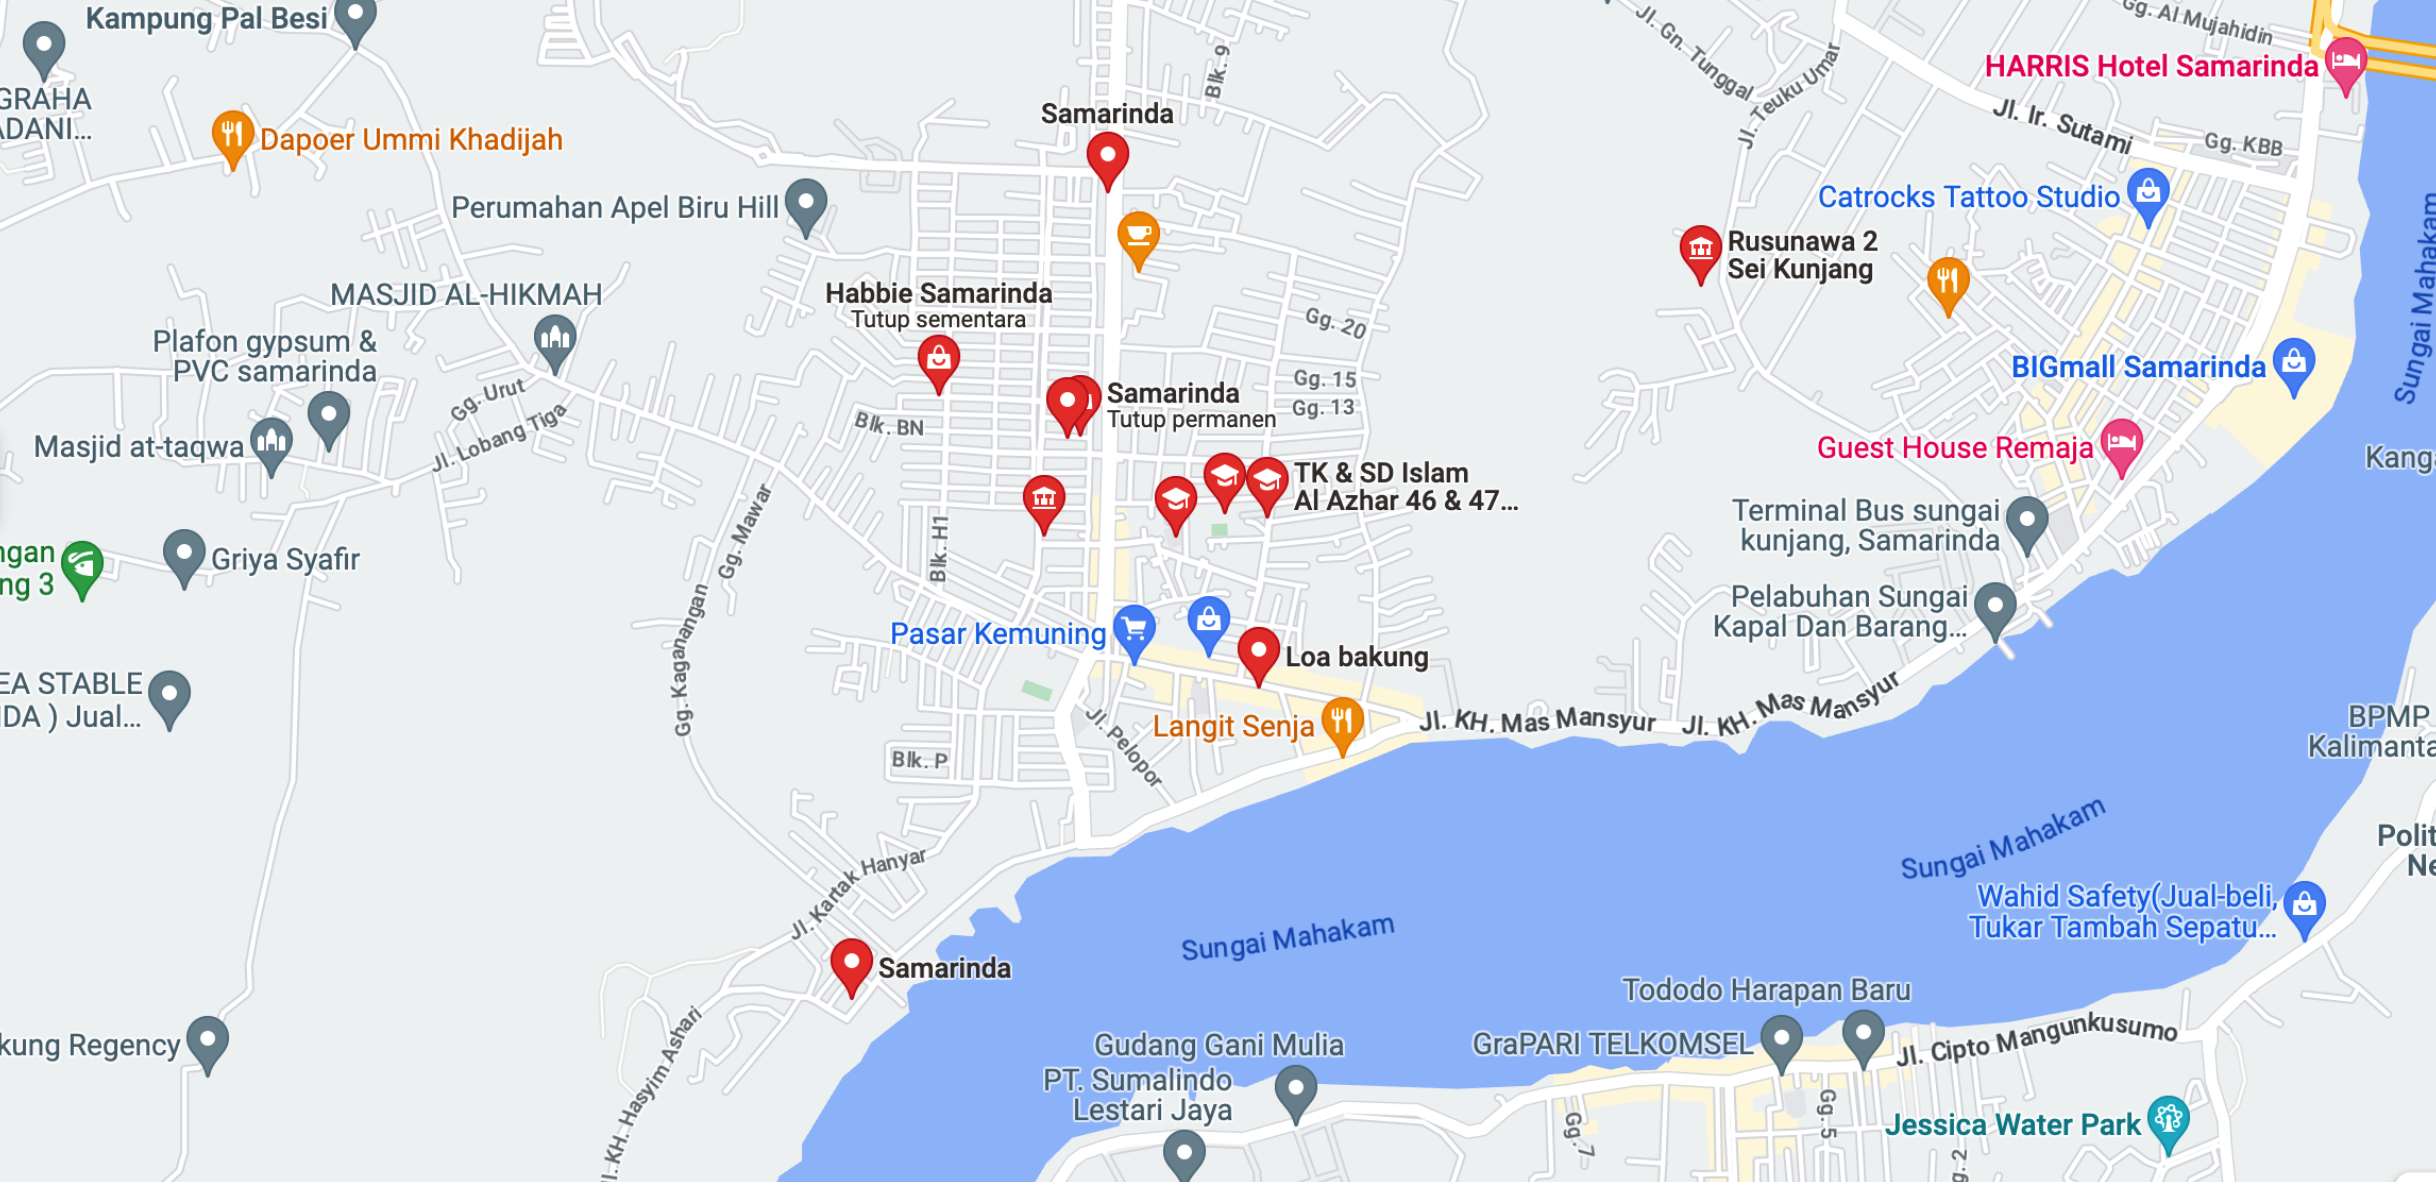 Kampung Pal Besi
GRAHA
ADANI...
Dapoer Ummi Khadijah
Perumahan Apel Biru Hill
MASJID AL-HIKMAH
Plafon gypsum &
PVC samarinda
Masjid at-taqwa
Gg. Urut
Jl. Lobang Tiga
ngan
ng 3
Griya Syafir
EA STABLE
DA ) Jual...
kung Regency
Samarinda
Blk. 9
Habbie Samarinda
Tutup sementara
Samarinda
Tutup permanen
Blk. BN
Gg. 20
Gg. 15
Gg. 13
TK & SD Islam
Al Azhar 46 & 47...
Gg. Mawar
Blk. H1
Gg. Kaganangan
Pasar Kemuning
Loa bakung
Langit Senja
Jl. Pelopor
Blk. P
Jl. Kartak Hanyar
Samarinda
Jl. KH. Hasyim Ashari
Jl. KH. Mas Mansyur
Jl. KH. Mas Mansyur
Jl. Gn. Tunggal
Jl. Teuku Umar
Gg. Al Mujahidin
HARRIS Hotel Samarinda
Jl. Ir. Sutami
Gg. KBB
Catrocks Tattoo Studio
Rusunawa 2
Sei Kunjang
BIGmall Samarinda
Sungai Mahakam
Guest House Remaja
Kanga
Terminal Bus sungai
kunjang, Samarinda
Pelabuhan Sungai
Kapal Dan Barang...
BPMP
Kalimanta
Sungai Mahakam
Sungai Mahakam
Polit
Ne
Wahid Safety(Jual-beli,
Tukar Tambah Sepatu...
Tododo Harapan Baru
GraPARI TELKOMSEL
Gudang Gani Mulia
PT. Sumalindo
Lestari Jaya
Jl. Cipto Mangunkusumo
Gg. 7
Gg. 5
g. 2
Jessica Water Park